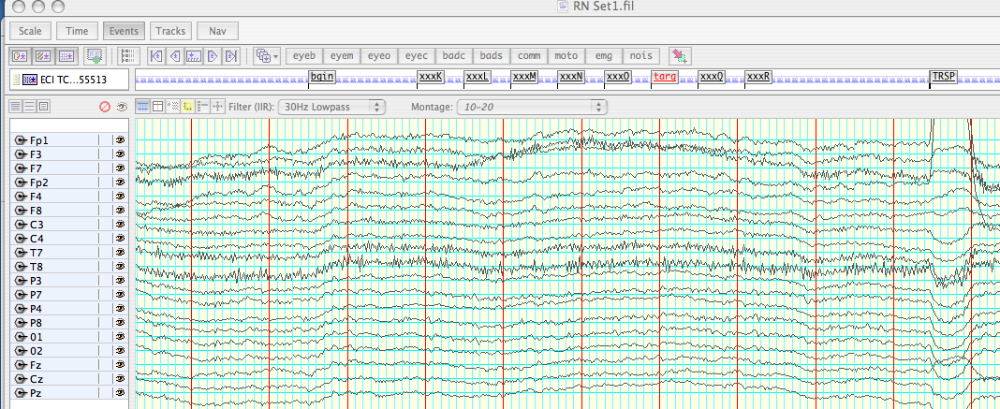 RN Set1.fil
Scale Time Events Tracks Nav
eyeb eyem eyeo eyec badc bads comm moto emg nois
ECI TC...55513 bgin xxxK xxxL xxxM xxxN xxxO targ xxxQ xxxR TRSP
Filter (IIR): 30Hz Lowpass Montage: 10-20
Fp1
F3
F7
Fp2
F4
F8
C3
C4
T7
T8
P3
P7
P4
P8
O1
O2
Fz
Cz
Pz